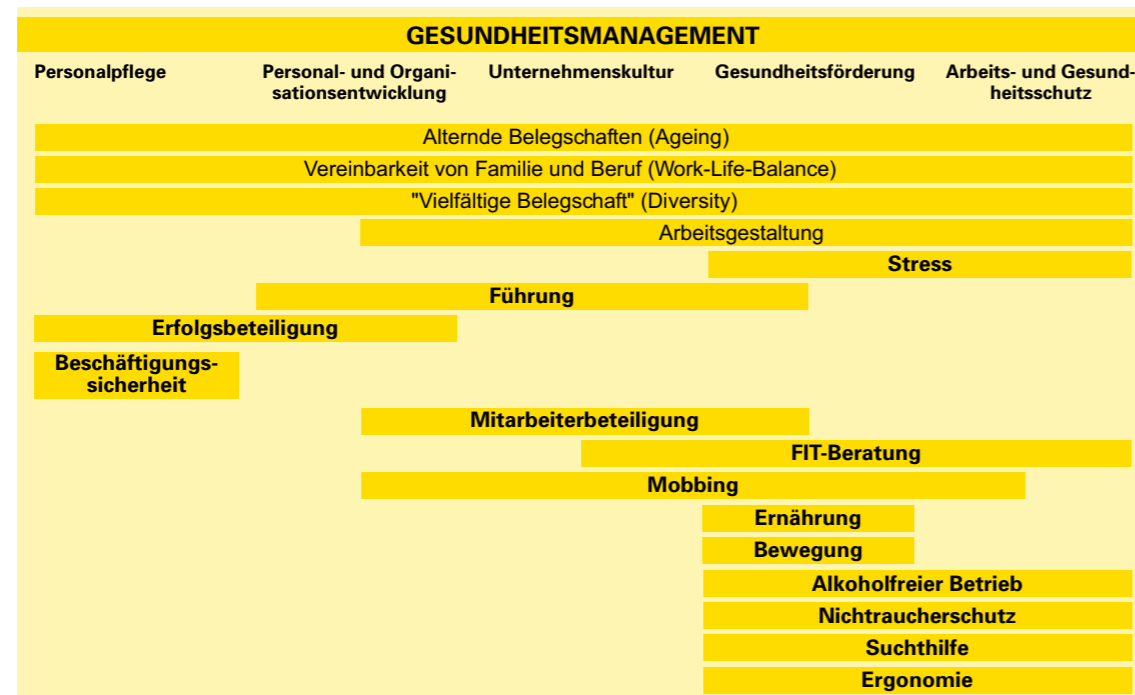 GESUNDHEITSMANAGEMENT
Personalpflege
Personal- und Organi-
sationsentwicklung
Unternehmenskultur
Gesundheitsförderung
Arbeits- und Gesund-
heitsschutz
Alternde Belegschaften (Ageing)
Vereinbarkeit von Familie und Beruf (Work-Life-Balance)
"Vielfältige Belegschaft" (Diversity)
Arbeitsgestaltung
Stress
Führung
Erfolgsbeteiligung
Beschäftigungs-
sicherheit
Mitarbeiterbeteiligung
FIT-Beratung
Mobbing
Ernährung
Bewegung
Alkoholfreier Betrieb
Nichtraucherschutz
Suchthilfe
Ergonomie